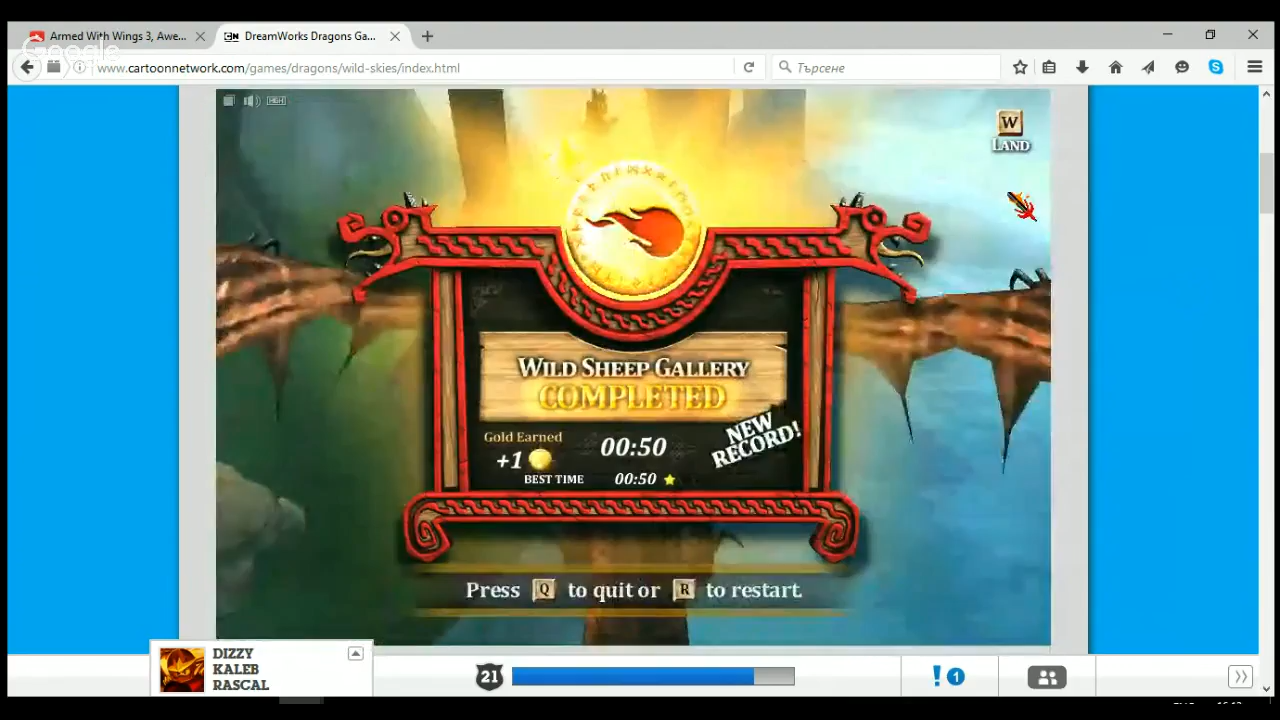 Armed With Wings 3, Awe...
DreamWorks Dragons Ga...
Google
www.cartoonnetwork.com/games/dragons/wild-skies/index.html
Търсене
HIGH
W
LAND
WILD SHEEP GALLERY
COMPLETED
NEW RECORD!
Gold Earned
00:50
+1
BEST TIME 00:50
Press Q to quit or R to restart.
DIZZY
KALEB
RASCAL
21
! 1